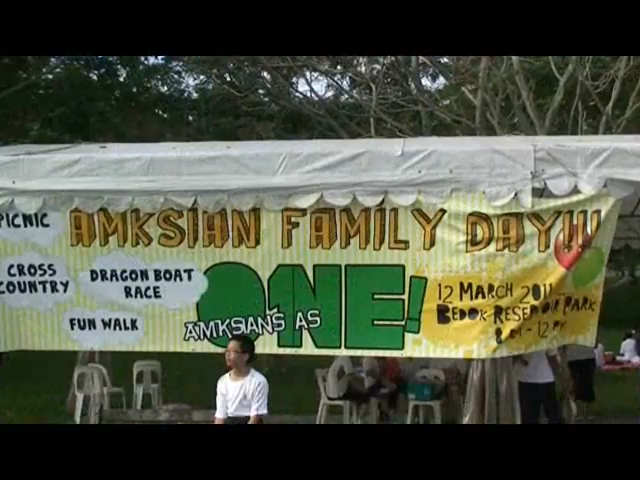 PICNIC
CROSS COUNTRY
DRAGON BOAT RACE
FUN WALK
AMKSIAN FAMILY DAY!!!
AMKSIANS AS ONE!
12 MARCH 2011
BEDOK RESERVOIR PARK